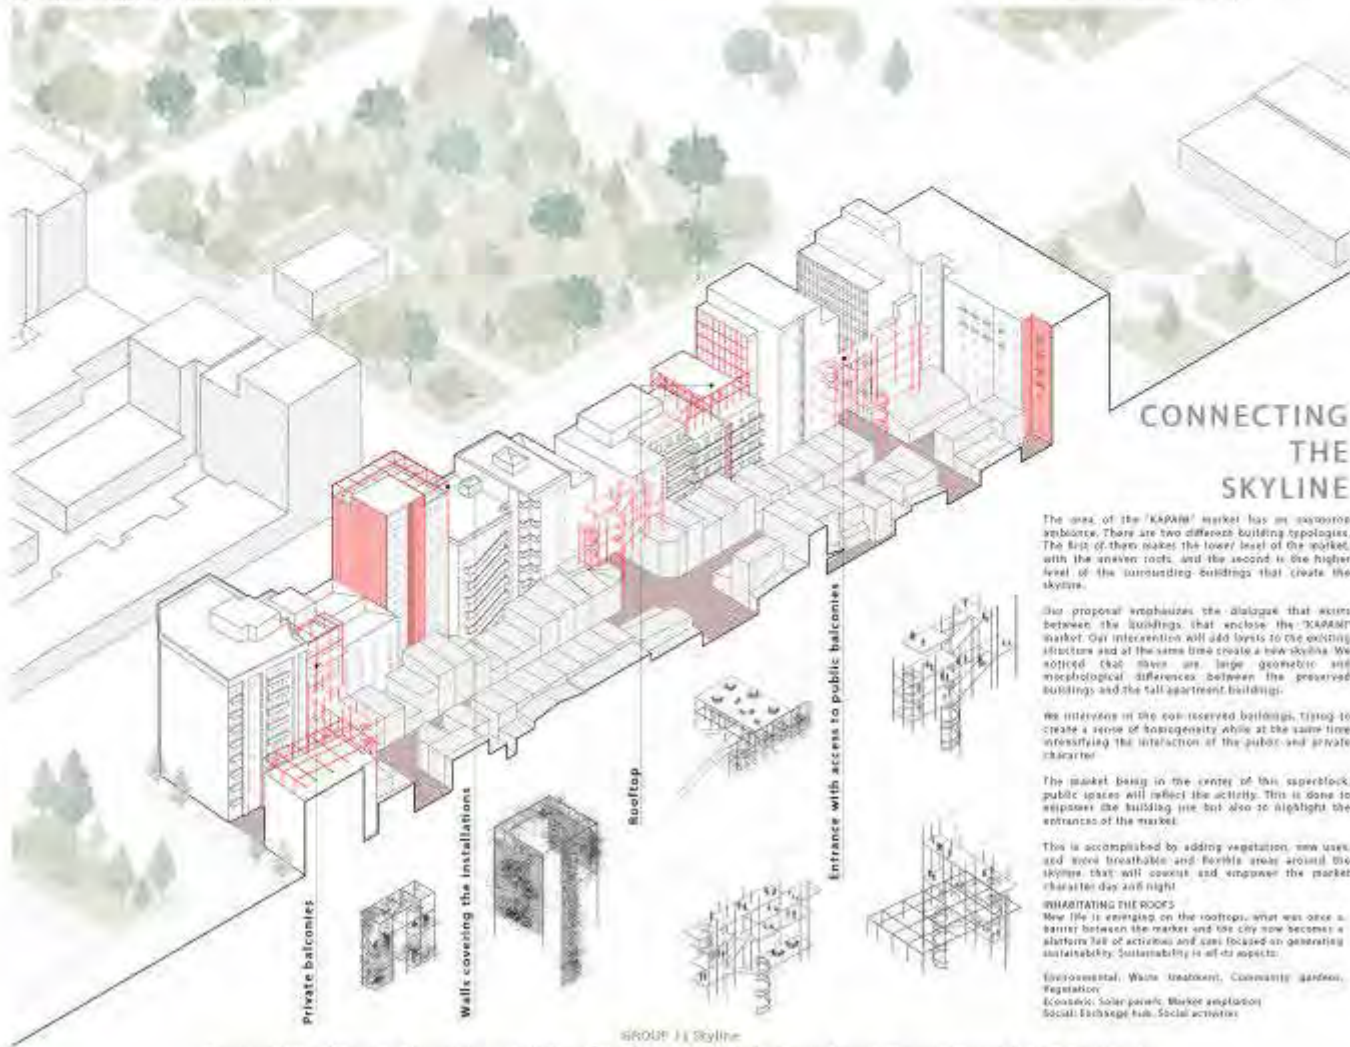 CONNECTING
THE
SKYLINE
The area of the "KAPANI" market has an
ambiance. There are two different building typologies.
The first of them makes the lower level of the market,
with the uneven roofs, and the second is the higher
level of the surrounding buildings that create the
skyline.
Our proposal emphasizes the dialogue that exists
between the buildings that enclose the "KAPANI"
market. Our intervention will add layers to the existing
structure and at the same time create a new skyline. We
noticed that there are large geometric and
morphological differences between the preserved
buildings and the tall apartment buildings.
We intervene in the non-reserved buildings, trying to
create a sense of homogeneity while at the same time
intensifying the interaction of the public and private
character
The market being in the center of this superblock,
public spaces will reflect the activity. This is done to
empower the building use but also to highlight the
entrances of the market.
This is accomplished by adding vegetation, new uses
and more breathable and flexible areas around the
skyline that will coexist and empower the market
character day and night
INHABITATING THE ROOFS
New life is emerging on the rooftops, what was once a
barrier between the market and the city now becomes a
platform full of activities and uses focused on generating
sustainability. Sustainability in all its aspects:
Environmental: Waste treatment, Community gardens,
Vegetation
Economic: Solar panels, Market ampliation
Social: Exchange hub, Social activities
Private balconies
Walls covering the installations
Rooftop
Entrance with access to public balconies
Skyline